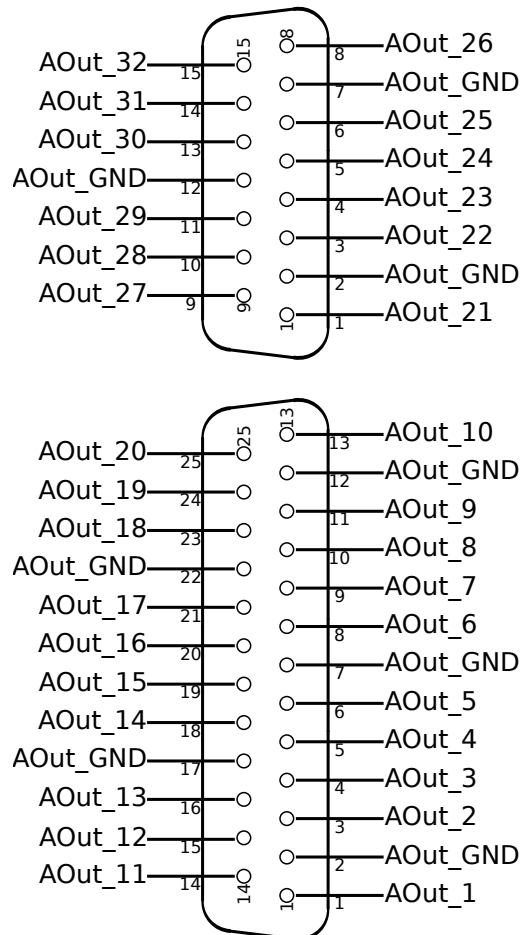 8
AOut_26
8
15
AOut_32
15
AOut_GND
7
AOut_31
14
AOut_25
6
AOut_30
13
AOut_24
5
AOut_GND
12
AOut_23
4
AOut_29
11
AOut_22
3
AOut_28
10
AOut_GND
2
AOut_27
9
9
AOut_21
1
1
13
AOut_10
13
25
AOut_20
25
AOut_GND
12
AOut_19
24
AOut_9
11
AOut_18
23
AOut_8
10
AOut_GND
22
AOut_7
9
AOut_17
21
AOut_6
8
AOut_16
20
AOut_GND
7
AOut_15
19
AOut_5
6
AOut_14
18
AOut_4
5
AOut_GND
17
AOut_3
4
AOut_13
16
AOut_2
3
AOut_12
15
AOut_GND
2
AOut_11
14
14
AOut_1
1
1